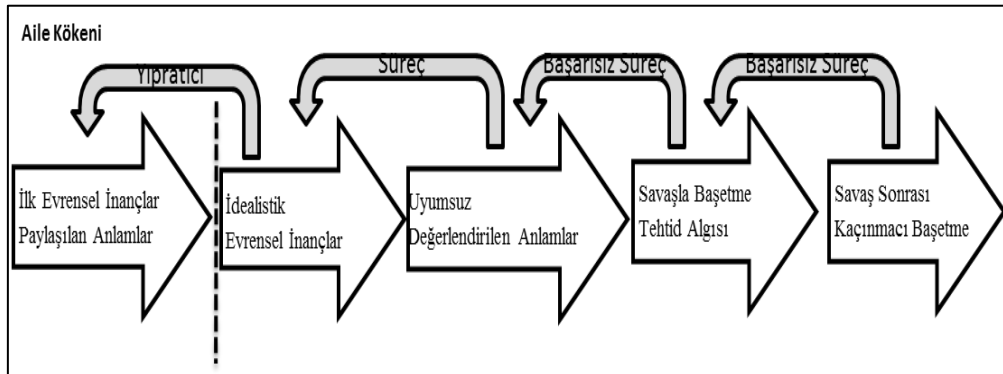 Aile Kökeni
Yıpratıcı
Süreç
Başarısız Süreç
Başarısız Süreç
İlk Evrensel İnançlar
Paylaşılan Anlamlar
İdealistik
Evrensel İnançlar
Uyumsuz
Değerlendirilen Anlamlar
Savaşla Başetme
Tehtid Algısı
Savaş Sonrası
Kaçınmacı Başetme